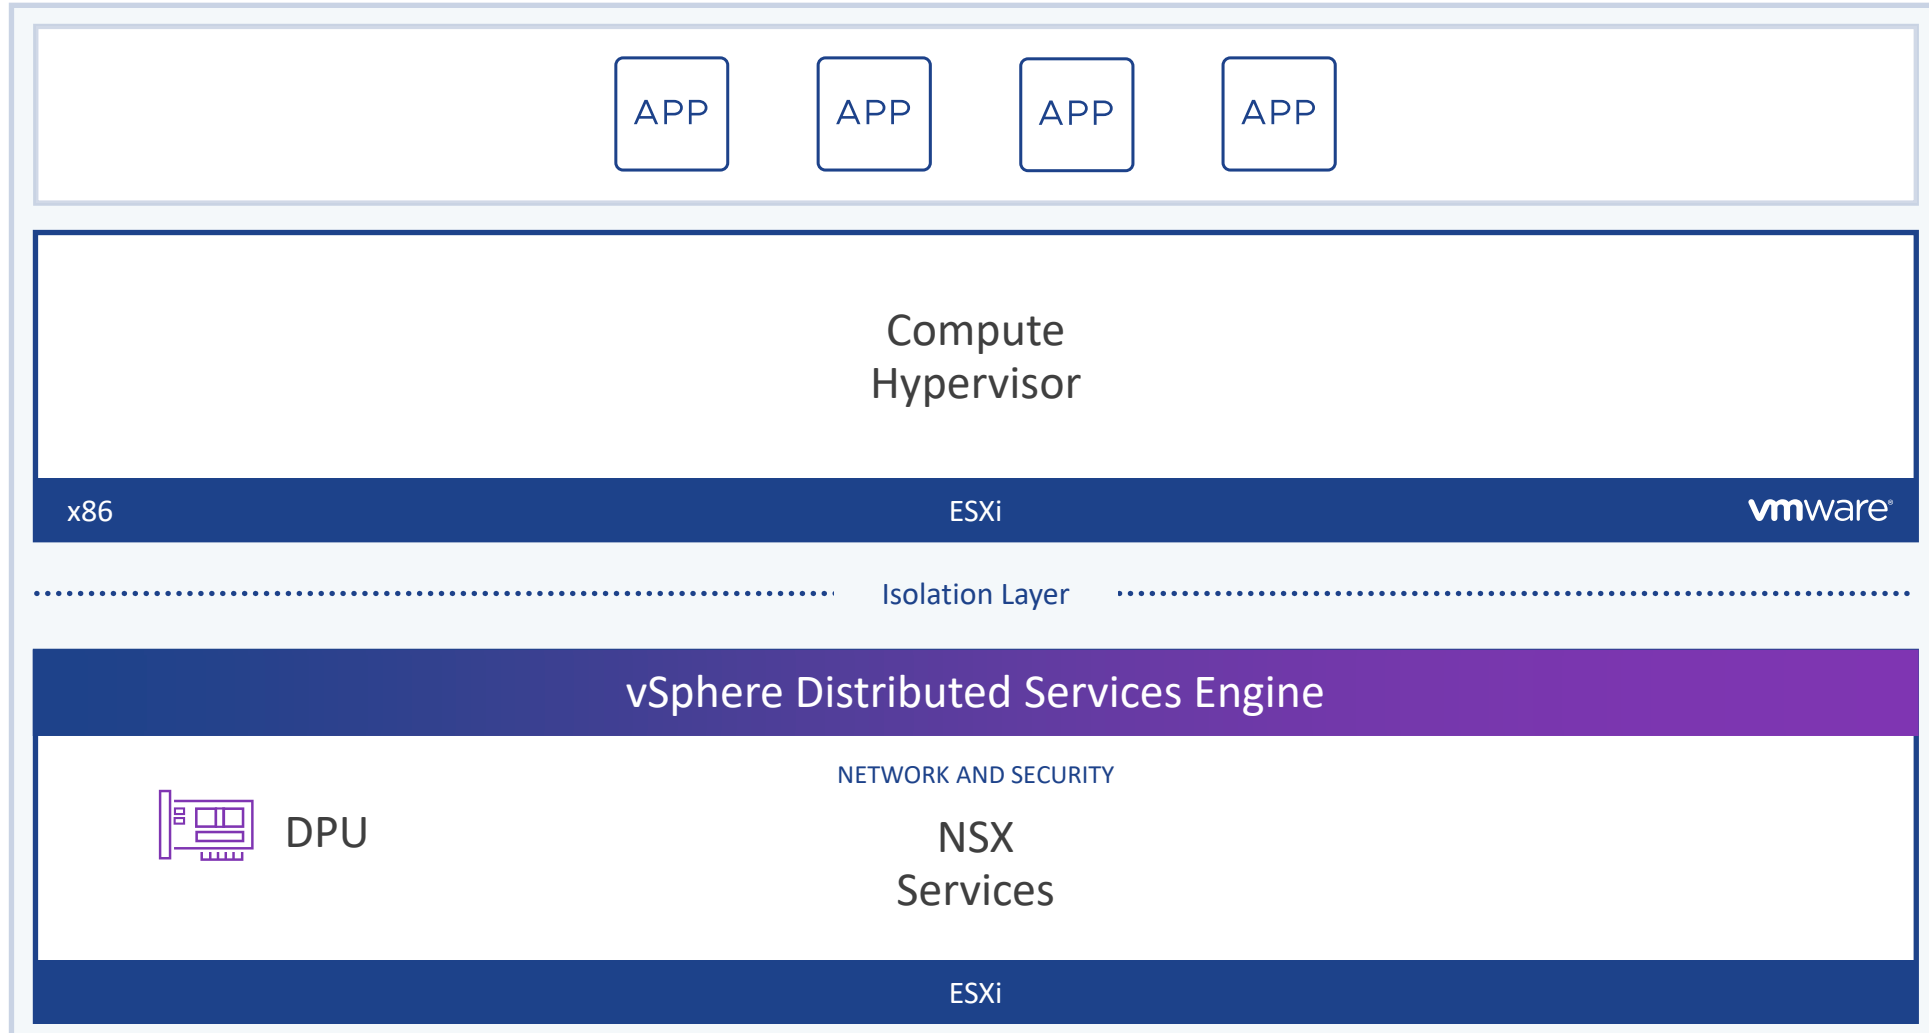 APP APP APP APP
Compute
Hypervisor
x86 ESXi vmware®
Isolation Layer
vSphere Distributed Services Engine
NETWORK AND SECURITY
DPU
NSX
Services
ESXi